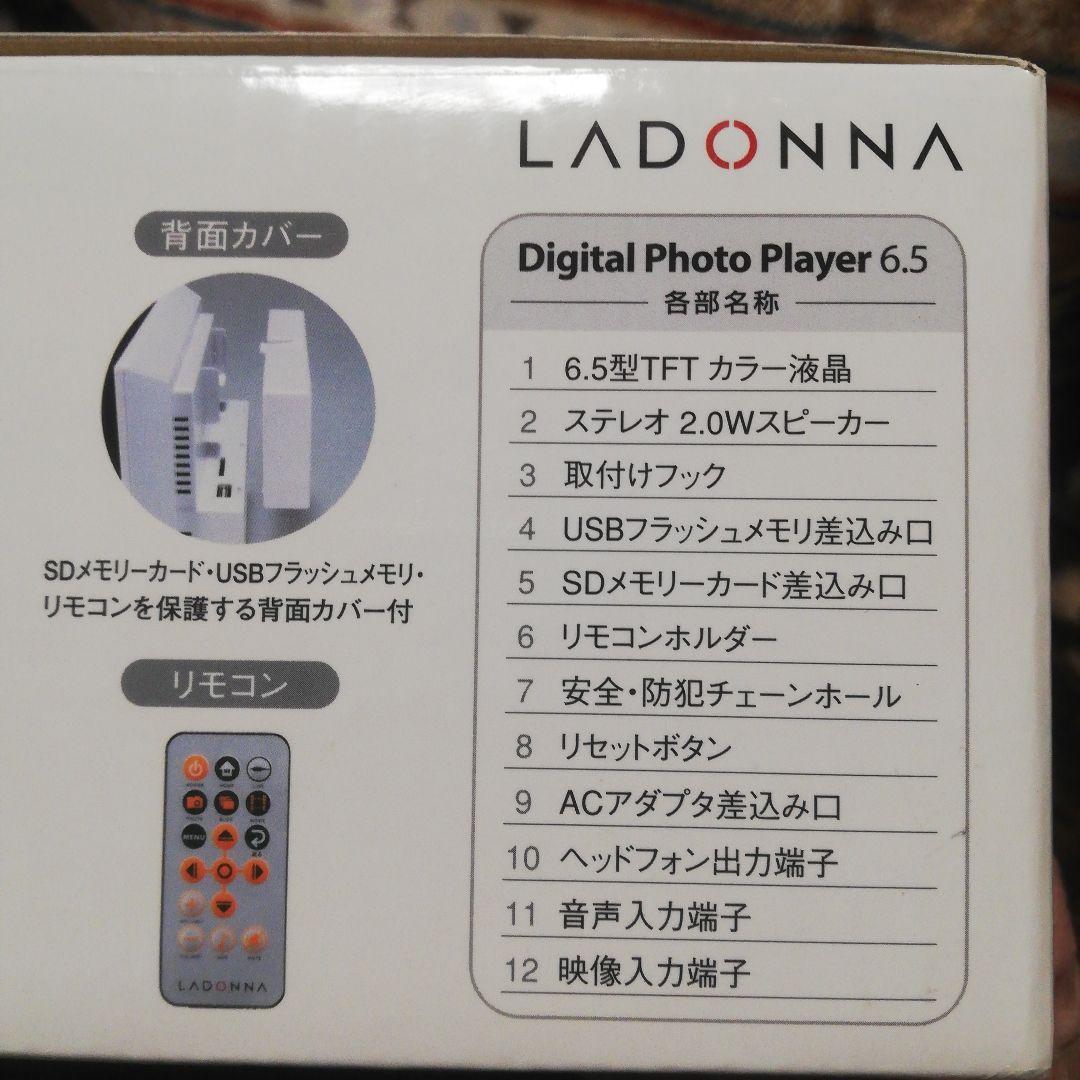 LADONNA
背面カバー
SDメモリーカード・USBフラッシュメモリ・
リモコンを保護する背面カバー付
リモコン
POWER
MENU
戻る
LADONNA
Digital Photo Player 6.5
各部名称
1 6.5型TFT カラー液晶
2 ステレオ 2.0Wスピーカー
3 取付けフック
4 USBフラッシュメモリ差込み口
5 SDメモリーカード差込み口
6 リモコンホルダー
7 安全・防犯チェーンホール
8 リセットボタン
9 ACアダプタ差込み口
10 ヘッドフォン出力端子
11 音声入力端子
12 映像入力端子